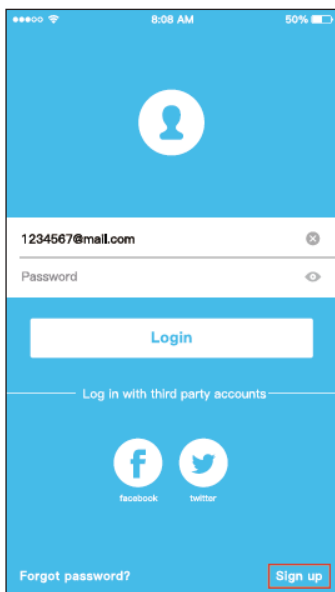 8:08 AM 50%
1234567@mail.com
Password
Login
Log in with third party accounts
facebook twitter
Forgot password? Sign up